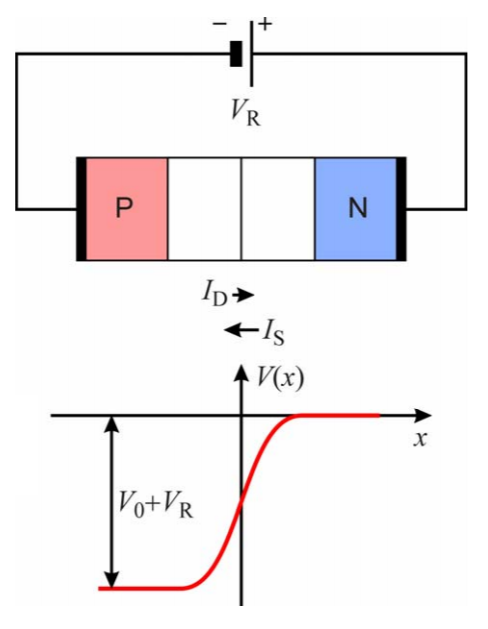 − +
V_R
P N
I_D
I_S
V(x)
x
V_0+V_R